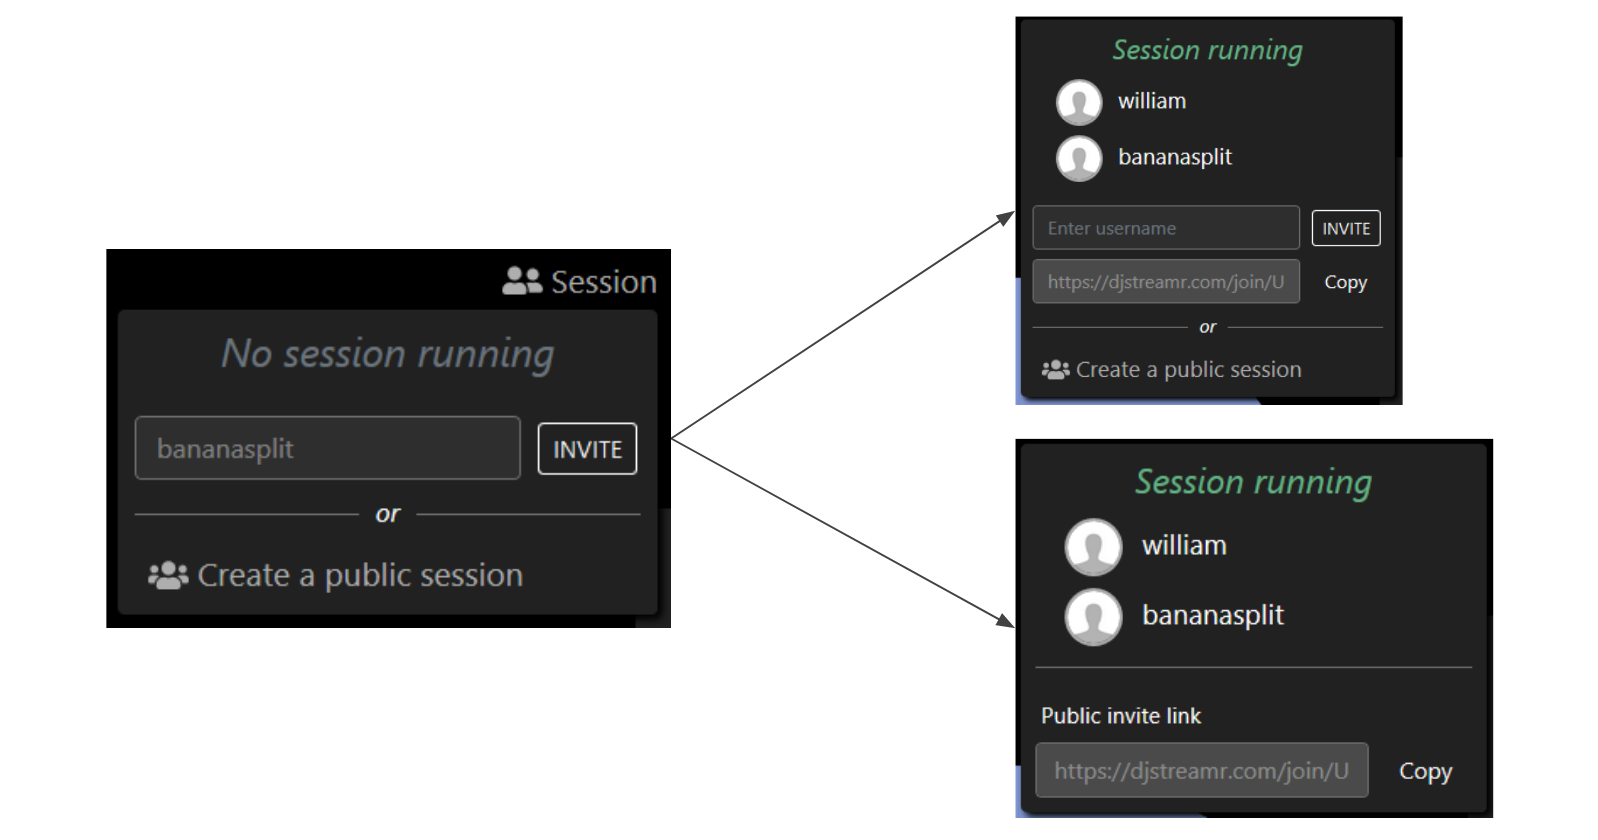 Session
No session running
bananasplit
INVITE
or
Create a public session
Session running
william
bananasplit
Enter username
INVITE
https://djstreamr.com/join/U
Copy
or
Create a public session
Session running
william
bananasplit
Public invite link
https://djstreamr.com/join/U
Copy